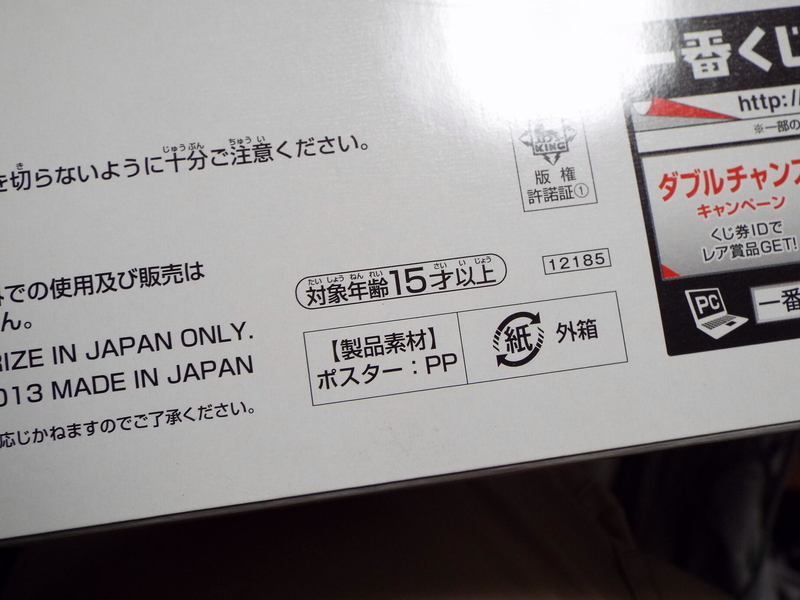 を切らないように十分ご注意ください。
での使用及び販売は
ん。
RIZE IN JAPAN ONLY.
013 MADE IN JAPAN
応じかねますのでご了承ください。
対象年齢15才以上
12185
【製品素材】
ポスター：PP
紙 外箱
KING
版権
許諾証①
一番くじ
http:/
※一部の
ダブルチャンス
キャンペーン
くじ券IDで
レア賞品GET!
PC
一番